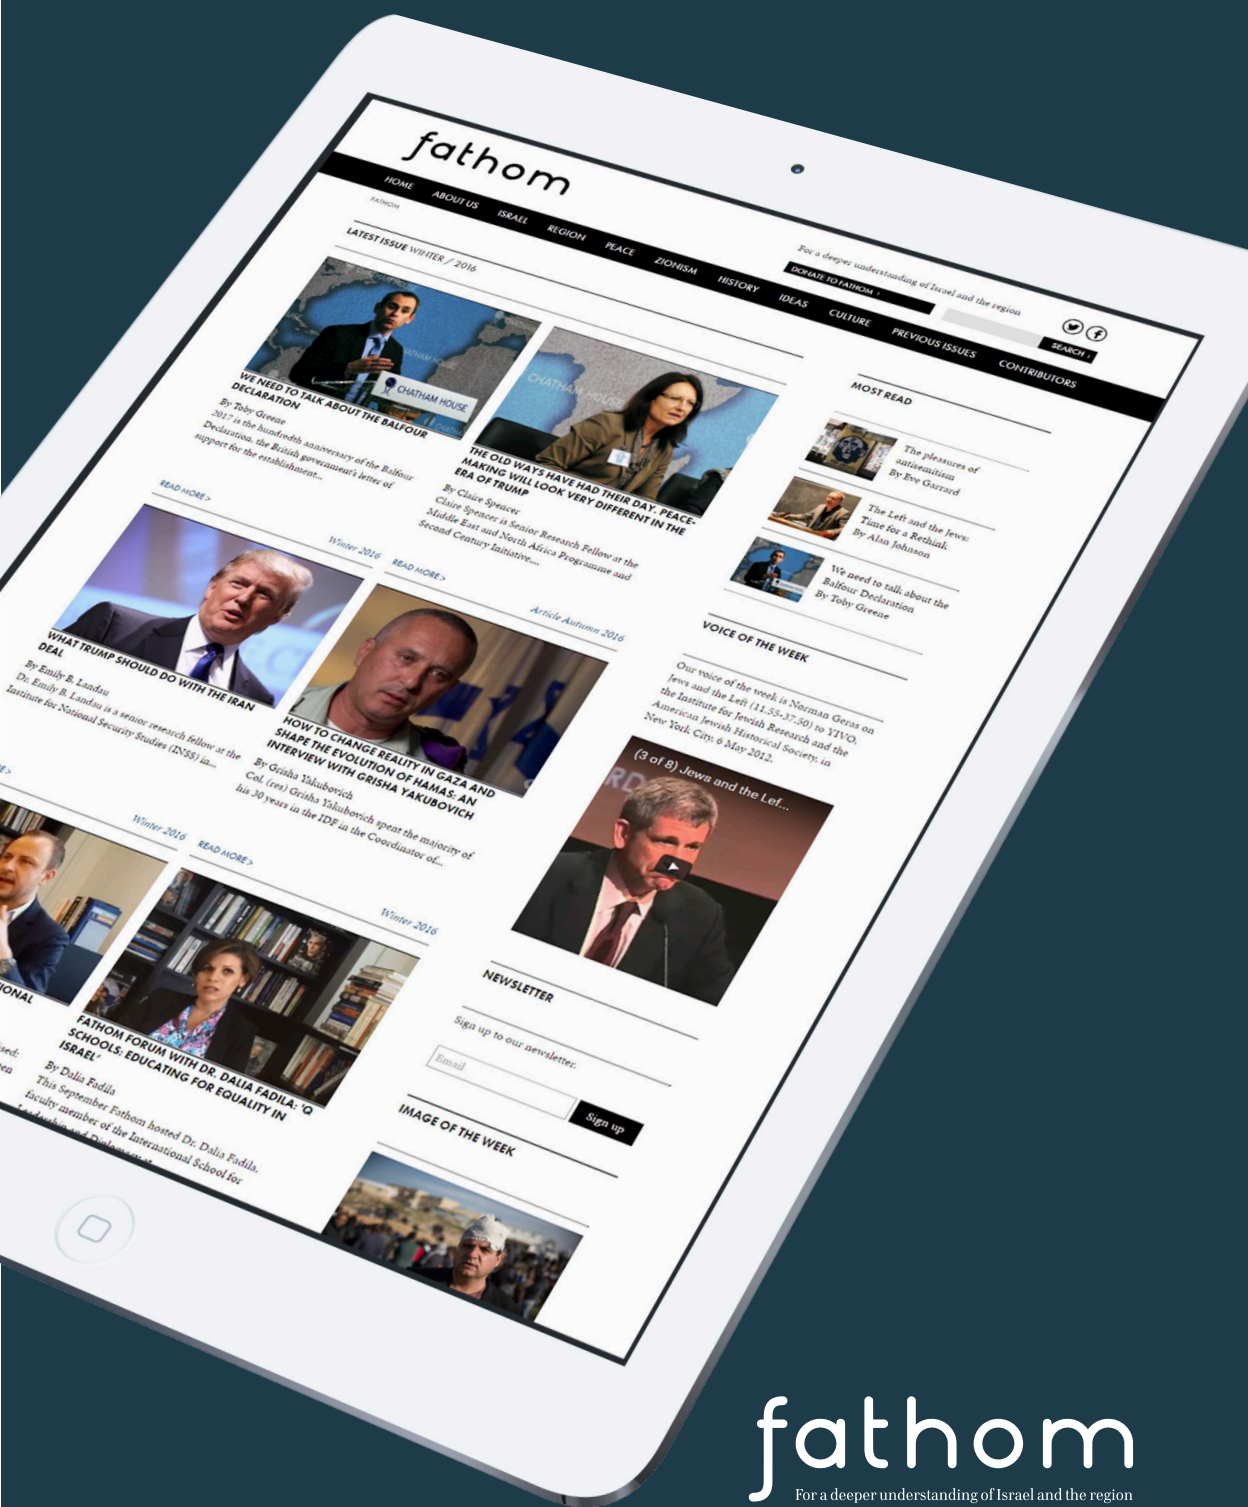 fathom
For a deeper understanding of Israel and the region
DONATE TO FATHOM ›
SEARCH ›
HOME
ABOUT US
ISRAEL
REGION
PEACE
ZIONISM
HISTORY
IDEAS
CULTURE
PREVIOUS ISSUES
CONTRIBUTORS
FATHOM
LATEST ISSUE WINTER / 2016
CHATHAM HOUSE
WE NEED TO TALK ABOUT THE BALFOUR
DECLARATION
By Toby Greene
2017 is the hundredth anniversary of the Balfour
Declaration, the British government's letter of
support for the establishment...
READ MORE >
Winter 2016
CHATHAM HOUSE
THE OLD WAYS HAVE HAD THEIR DAY. PEACE-
MAKING WILL LOOK VERY DIFFERENT IN THE
ERA OF TRUMP
By Claire Spencer
Claire Spencer is Senior Research Fellow at the
Middle East and North Africa Programme and
Second Century Initiative....
READ MORE >
Article Autumn 2016
WHAT TRUMP SHOULD DO WITH THE IRAN
DEAL
By Emily B. Landau
Dr. Emily B. Landau is a senior research fellow at the
Institute for National Security Studies (INSS) in...
Winter 2016
HOW TO CHANGE REALITY IN GAZA AND
SHAPE THE EVOLUTION OF HAMAS: AN
INTERVIEW WITH GRISHA YAKUBOVICH
By Grisha Yakubovich
Col. (res) Grisha Yakubovich spent the majority of
his 30 years in the IDF in the Coordinator of...
READ MORE >
Winter 2016
IONAL
FATHOM FORUM WITH DR. DALIA FADILA: 'Q
SCHOOLS: EDUCATING FOR EQUALITY IN
ISRAEL'
By Dalia Fadila
This September Fathom hosted Dr. Dalia Fadila,
faculty member of the International School for
Leadership and Diplomacy at
MOST READ
The pleasures of
antisemitism
By Eve Garrard
The Left and the Jews:
Time for a Rethink
By Alan Johnson
We need to talk about the
Balfour Declaration
By Toby Greene
VOICE OF THE WEEK
Our voice of the week is Norman Geras on
Jews and the Left (11.55-37.50) to YIVO,
the Institute for Jewish Research and the
American Jewish Historical Society, in
New York City, 6 May 2012.
(3 of 8) Jews and the Lef...
NEWSLETTER
Sign up to our newsletter.
Email
Sign up
IMAGE OF THE WEEK
fathom
For a deeper understanding of Israel and the region